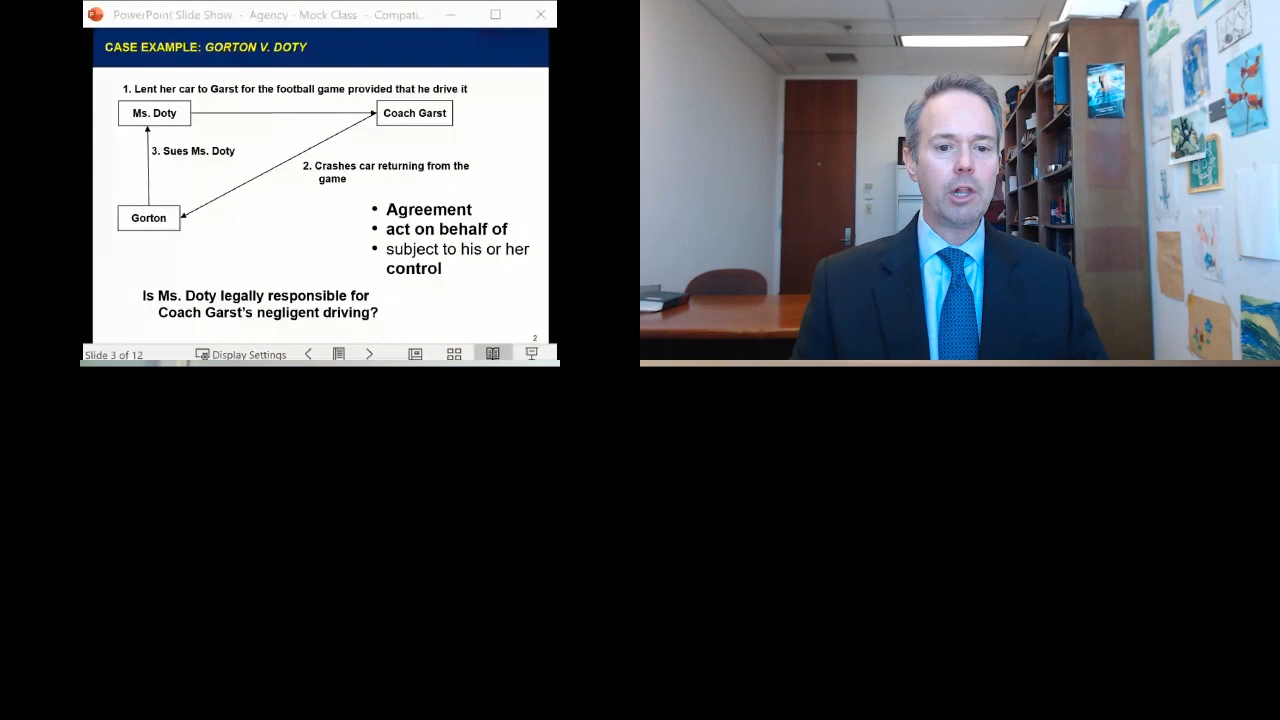 PowerPoint Slide Show - Agency - Mock Class - Compati...
CASE EXAMPLE: GORTON V. DOTY
1. Lent her car to Garst for the football game provided that he drive it
Ms. Doty
Coach Garst
3. Sues Ms. Doty
2. Crashes car returning from the
game
Gorton
• Agreement
• act on behalf of
• subject to his or her
control
Is Ms. Doty legally responsible for
Coach Garst's negligent driving?
2
Slide 3 of 12
Display Settings